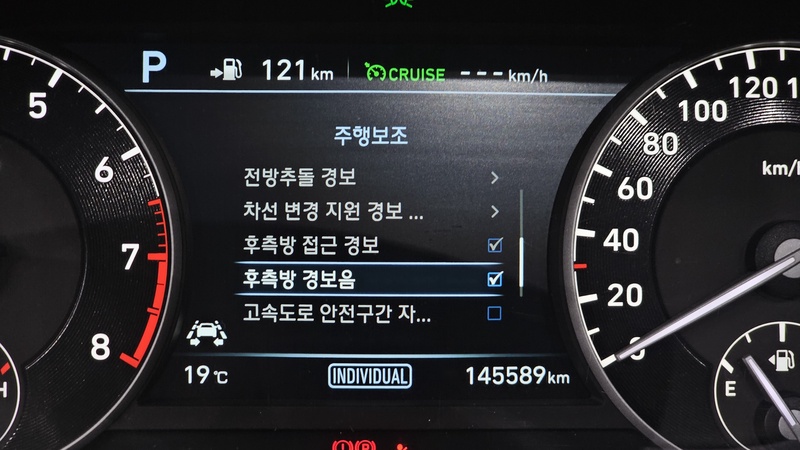 P 121 km CRUISE --- km/h
주행보조
전방추돌 경보
차선 변경 지원 경보 ...
후측방 접근 경보
후측방 경보음
고속도로 안전구간 자...
19℃ INDIVIDUAL 145589 km
5
6
7
8
H
120
100
80
60
40
20
0
km/h
E
P